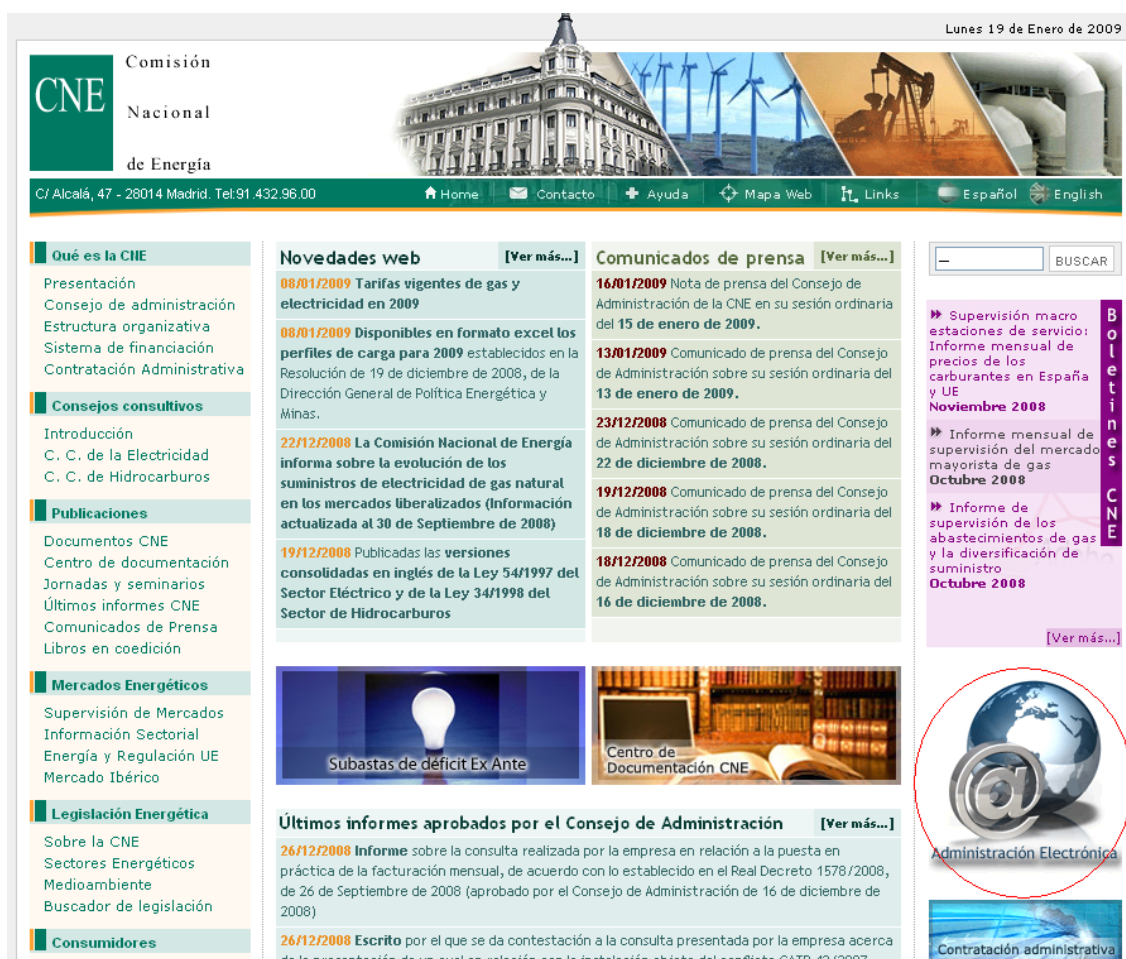 Lunes 19 de Enero de 2009
CNE
Comisión
Nacional
de Energía
C/ Alcalá, 47 - 28014 Madrid. Tel:91.432.96.00
Home
Contacto
Ayuda
Mapa Web
Links
Español
English
Qué es la CNE
Presentación
Consejo de administración
Estructura organizativa
Sistema de financiación
Contratación Administrativa
Consejos consultivos
Introducción
C. C. de la Electricidad
C. C. de Hidrocarburos
Publicaciones
Documentos CNE
Centro de documentación
Jornadas y seminarios
Últimos informes CNE
Comunicados de Prensa
Libros en coedición
Mercados Energéticos
Supervisión de Mercados
Información Sectorial
Energía y Regulación UE
Mercado Ibérico
Legislación Energética
Sobre la CNE
Sectores Energéticos
Medioambiente
Buscador de legislación
Consumidores
Novedades web [Ver más...]
08/01/2009 Tarifas vigentes de gas y
electricidad en 2009
08/01/2009 Disponibles en formato excel los
perfiles de carga para 2009 establecidos en la
Resolución de 19 de diciembre de 2008, de la
Dirección General de Política Energética y
Minas.
22/12/2008 La Comisión Nacional de Energía
informa sobre la evolución de los
suministros de electricidad de gas natural
en los mercados liberalizados (Información
actualizada al 30 de Septiembre de 2008)
19/12/2008 Publicadas las versiones
consolidadas en inglés de la Ley 54/1997 del
Sector Eléctrico y de la Ley 34/1998 del
Sector de Hidrocarburos
Comunicados de prensa [Ver más...]
16/01/2009 Nota de prensa del Consejo de
Administración de la CNE en su sesión ordinaria
del 15 de enero de 2009.
13/01/2009 Comunicado de prensa del Consejo
de Administración sobre su sesión ordinaria del
13 de enero de 2009.
23/12/2008 Comunicado de prensa del Consejo
de Administración sobre su sesión ordinaria del
22 de diciembre de 2008.
19/12/2008 Comunicado de prensa del Consejo
de Administración sobre su sesión ordinaria del
18 de diciembre de 2008.
18/12/2008 Comunicado de prensa del Consejo
de Administración sobre su sesión ordinaria del
16 de diciembre de 2008.
Subastas de déficit Ex Ante
Centro de
Documentación CNE
Últimos informes aprobados por el Consejo de Administración [Ver más...]
26/12/2008 Informe sobre la consulta realizada por la empresa en relación a la puesta en
práctica de la facturación mensual, de acuerdo con lo establecido en el Real Decreto 1578/2008,
de 26 de Septiembre de 2008 (aprobado por el Consejo de Administración de 16 de diciembre de
2008)
26/12/2008 Escrito por el que se da contestación a la consulta presentada por la empresa acerca
BUSCAR
Supervisión macro
estaciones de servicio:
Informe mensual de
precios de los
carburantes en España
y UE
Noviembre 2008
Informe mensual de
supervisión del mercado
mayorista de gas
Octubre 2008
Informe de
supervisión de los
abastecimientos de gas
y la diversificación de
suministro
Octubre 2008
[Ver más...]
Boletines CNE
@
Administración Electrónica
Contratación administrativa